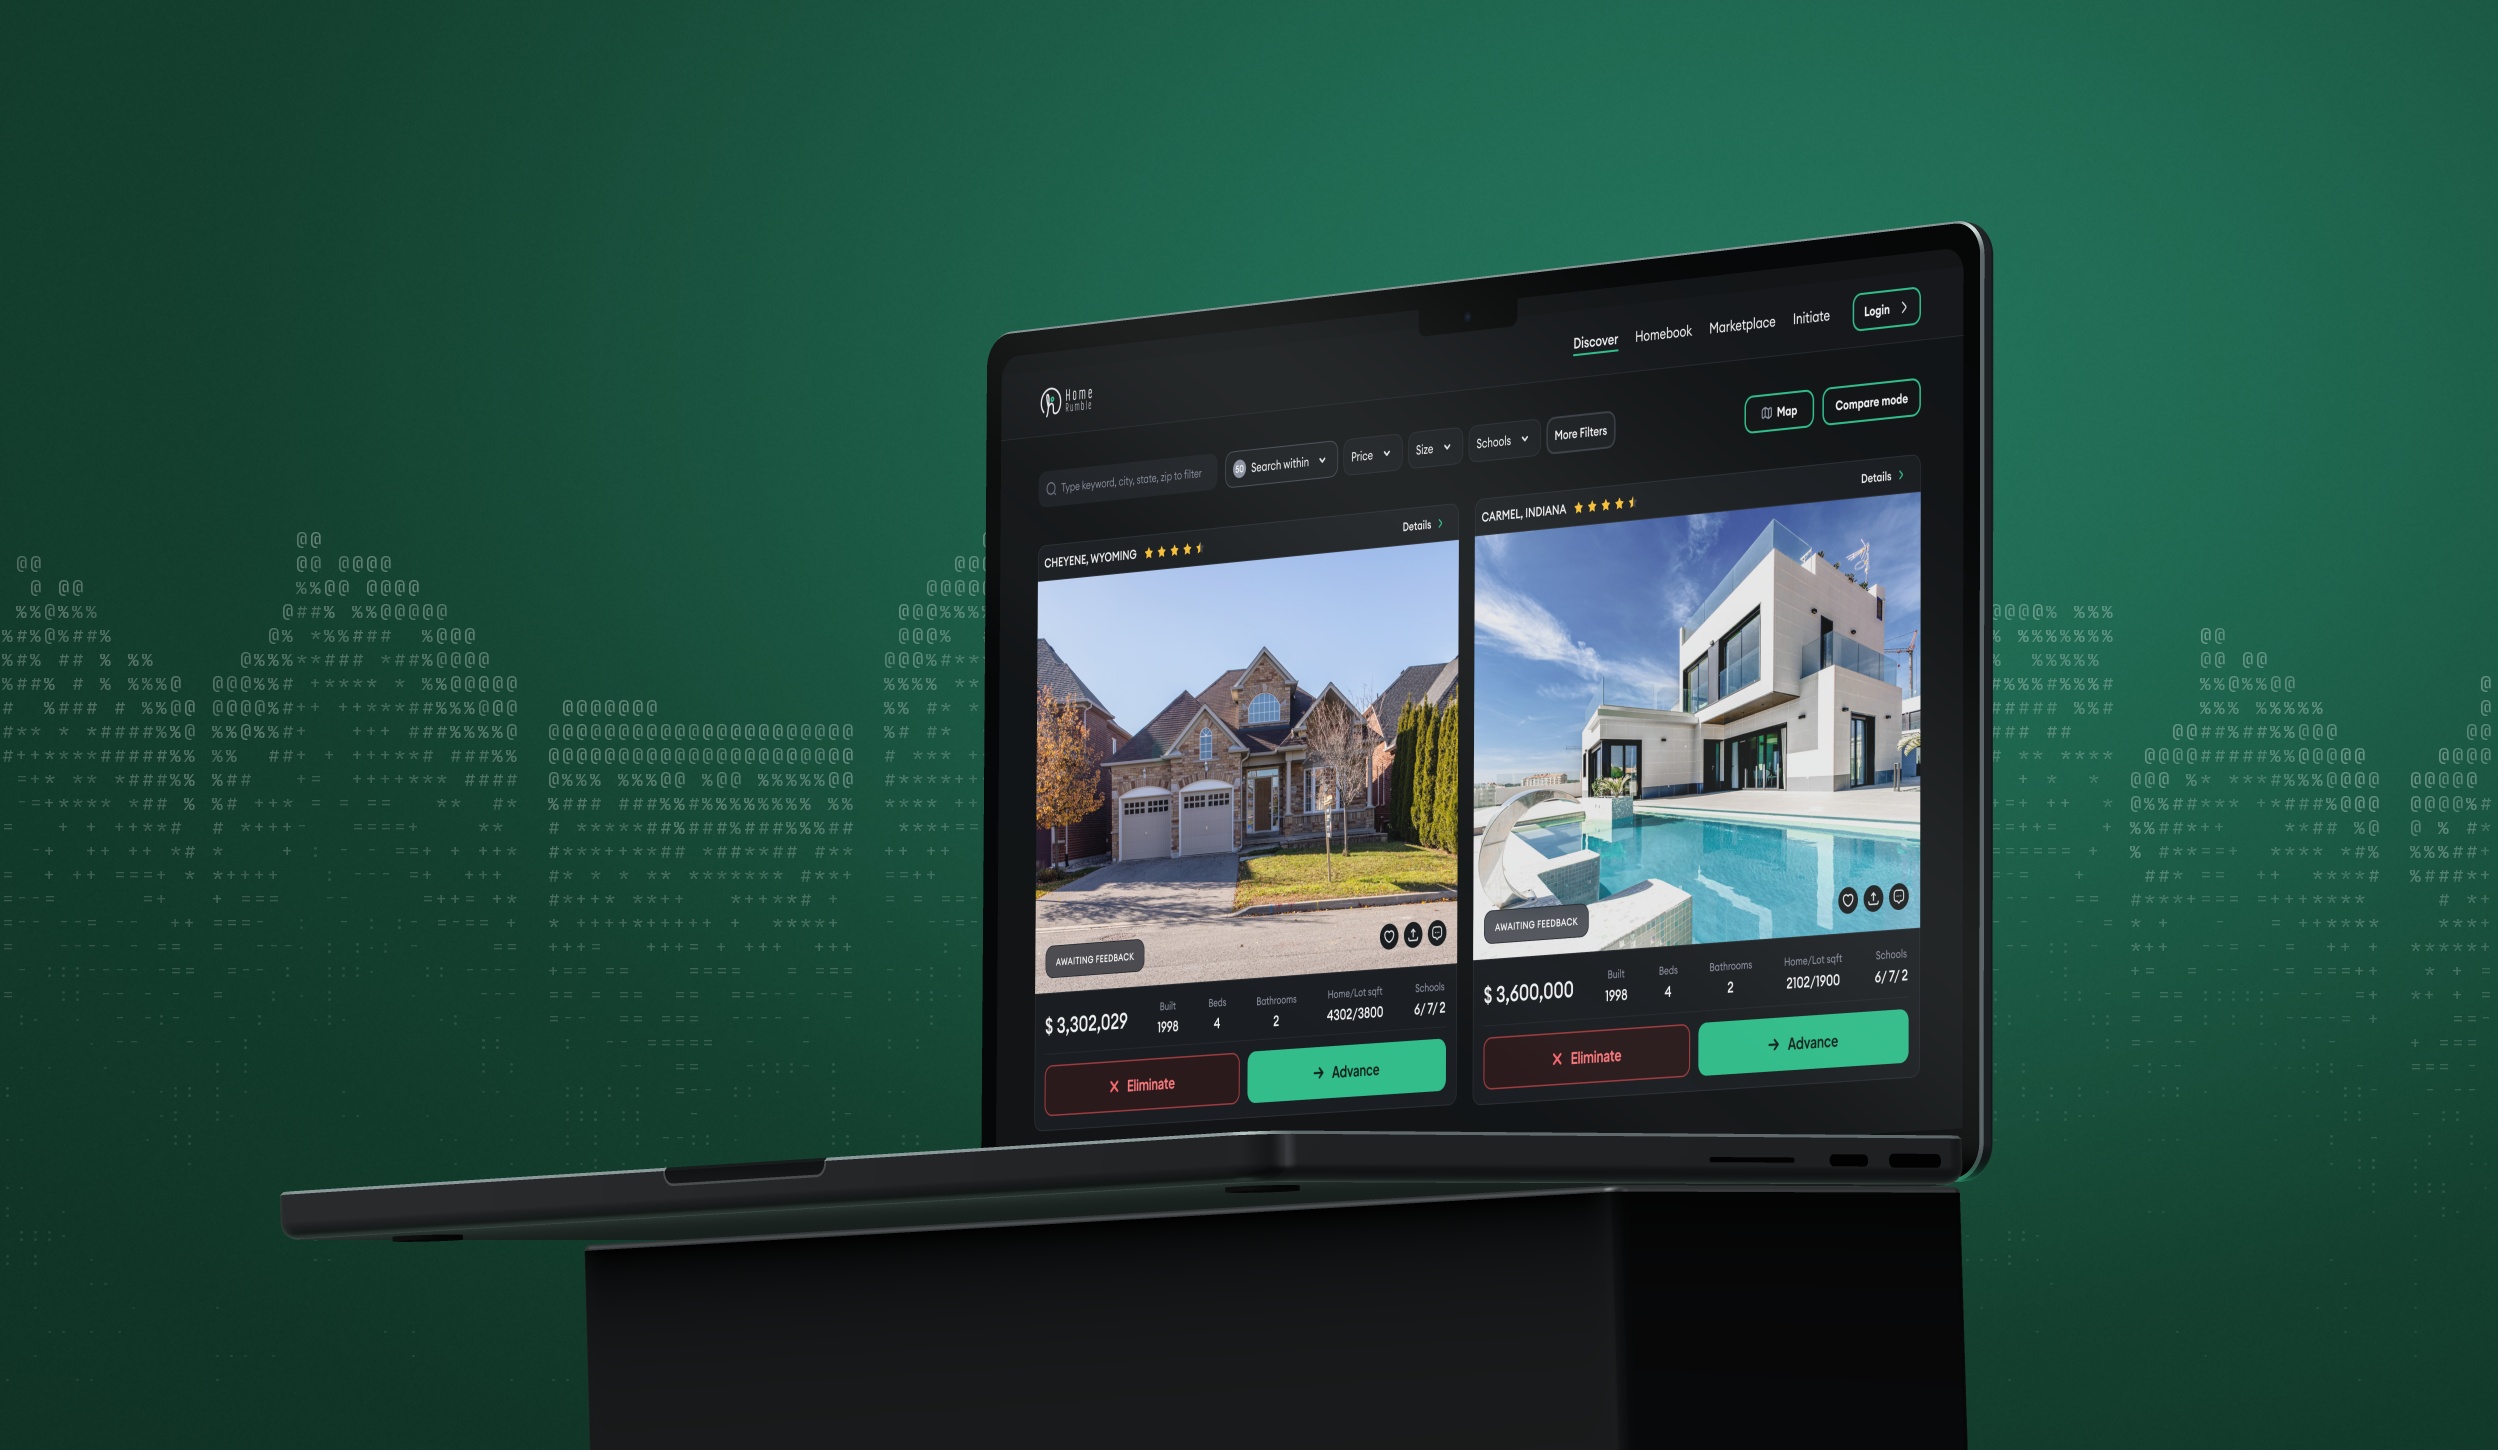 Discover Homebook Marketplace Initiate Login
Home
Rumble
Map Compare mode
Type keyword, city, state, zip to filter 50 Search within Price Size Schools More Filters
CHEYENE, WYOMING Details
AWAITING FEEDBACK
$ 3,302,029
Built Beds Bathrooms Home/Lot sqft Schools
1998 4 2 4302/3800 6/7/2
Eliminate Advance
CARMEL, INDIANA Details
AWAITING FEEDBACK
$ 3,600,000
Built Beds Bathrooms Home/Lot sqft Schools
1998 4 2 2102/1900 6/7/2
Eliminate Advance